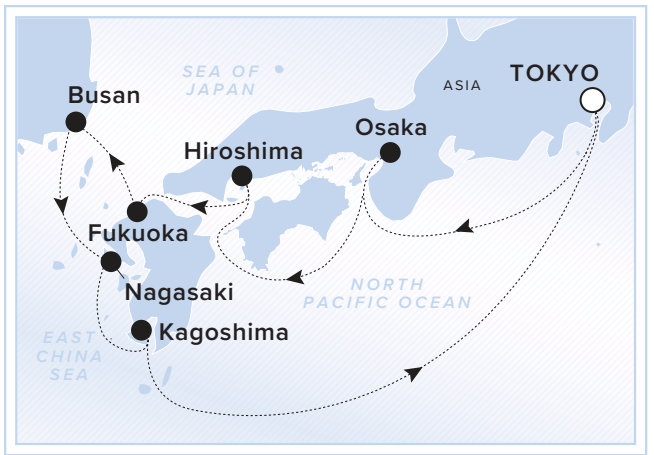 SEA OF
JAPAN
ASIA
TOKYO
Busan
Osaka
Hiroshima
Fukuoka
Nagasaki
NORTH
PACIFIC OCEAN
Kagoshima
EAST
CHINA
SEA